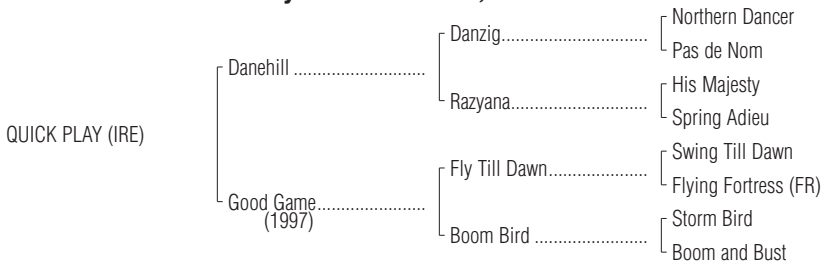 Northern Dancer
Danzig
Pas de Nom
Danehill
His Majesty
Razyana
Spring Adieu
QUICK PLAY (IRE)
Swing Till Dawn
Fly Till Dawn
Flying Fortress (FR)
Good Game
(1997)
Storm Bird
Boom Bird
Boom and Bust